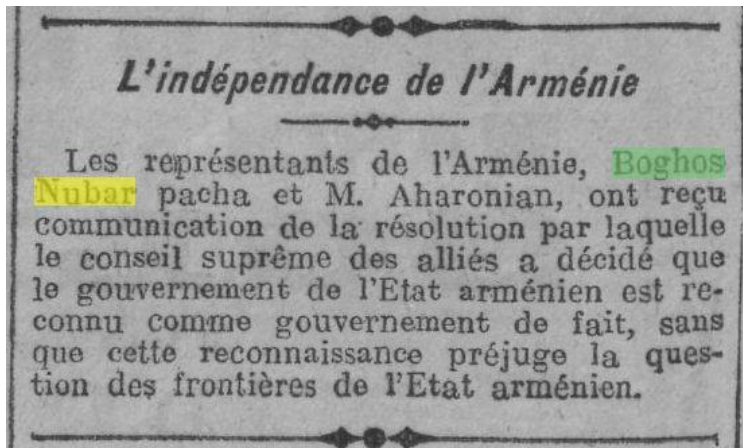 L'indépendance de l'Arménie
Les représentants de l'Arménie, Boghos
Nubar pacha et M. Aharonian, ont reçu
communication de la résolution par laquelle
le conseil suprême des alliés a décidé que
le gouvernement de l'Etat arménien est re-
connu comme gouvernement de fait, sans
que cette reconnaissance préjuge la ques-
tion des frontières de l'Etat arménien.